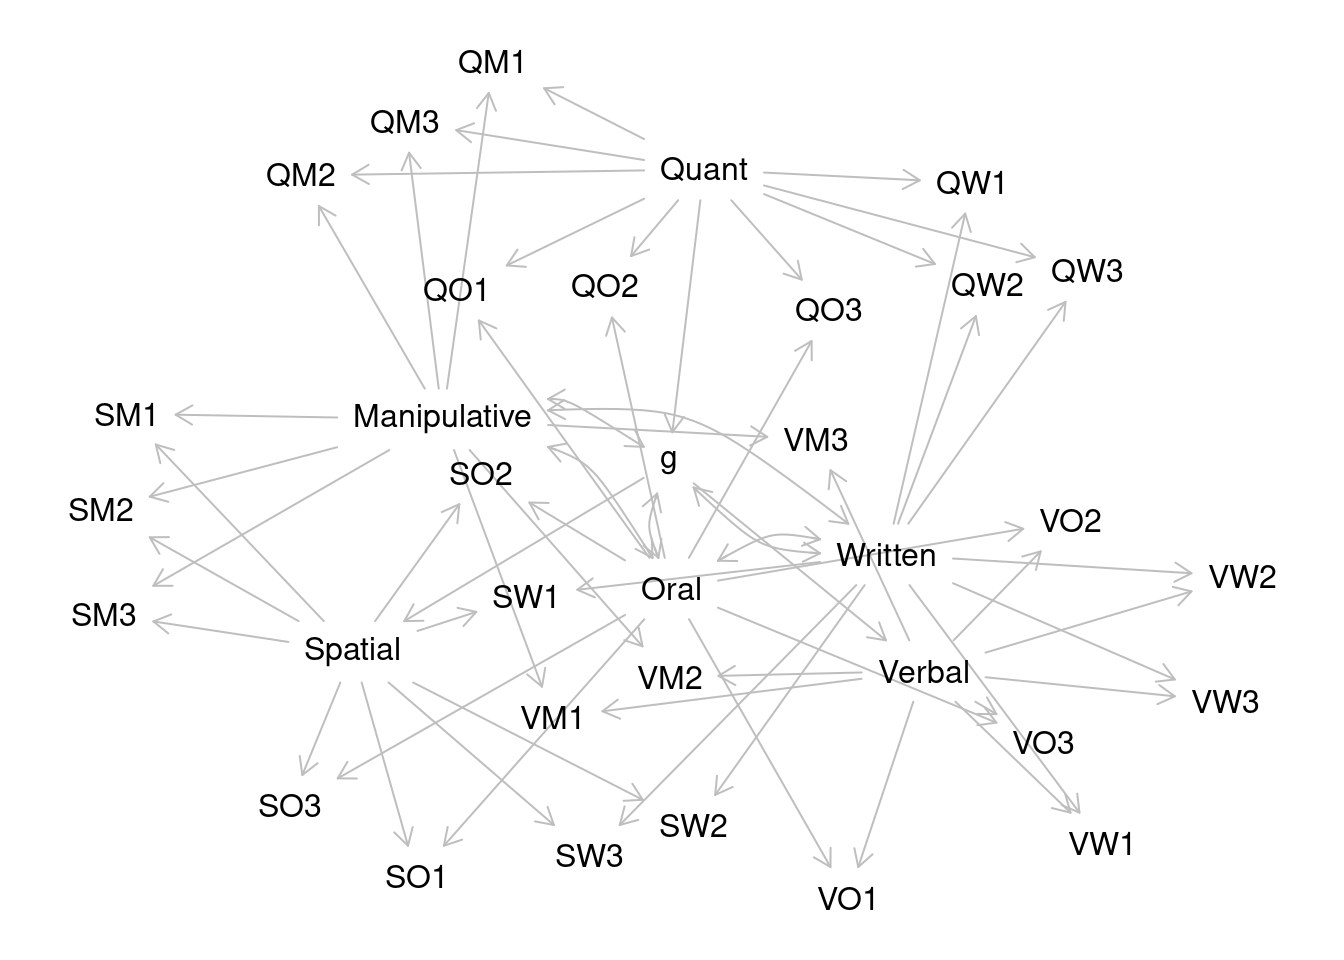 QM1
QM3
Quant
QM2
QW1
QW3
QO1
QO2
QW2
QO3
SM1
Manipulative
VM3
g
SO2
SM2
VO2
Written
VW2
Oral
SW1
SM3
Spatial
VM2
Verbal
VW3
VM1
VO3
SO3
SW2
VW1
SW3
SO1
VO1